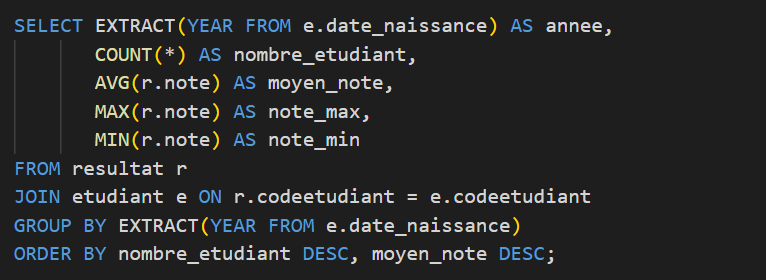 SELECT EXTRACT(YEAR FROM e.date_naissance) AS annee,
COUNT(*) AS nombre_etudiant,
AVG(r.note) AS moyen_note,
MAX(r.note) AS note_max,
MIN(r.note) AS note_min
FROM resultat r
JOIN etudiant e ON r.codeetudiant = e.codeetudiant
GROUP BY EXTRACT(YEAR FROM e.date_naissance)
ORDER BY nombre_etudiant DESC, moyen_note DESC;